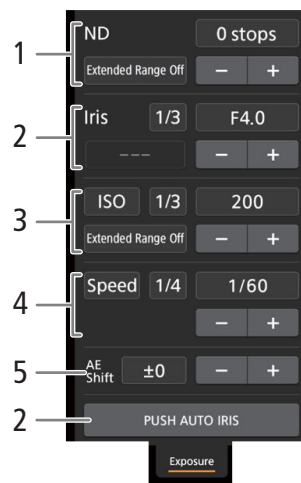 1 ND 0 stops
Extended Range Off − +
2 Iris 1/3 F4.0
--- − +
3 ISO 1/3 200
Extended Range Off − +
4 Speed 1/4 1/60
− +
5 AE Shift ±0 − +
2 PUSH AUTO IRIS
Exposure